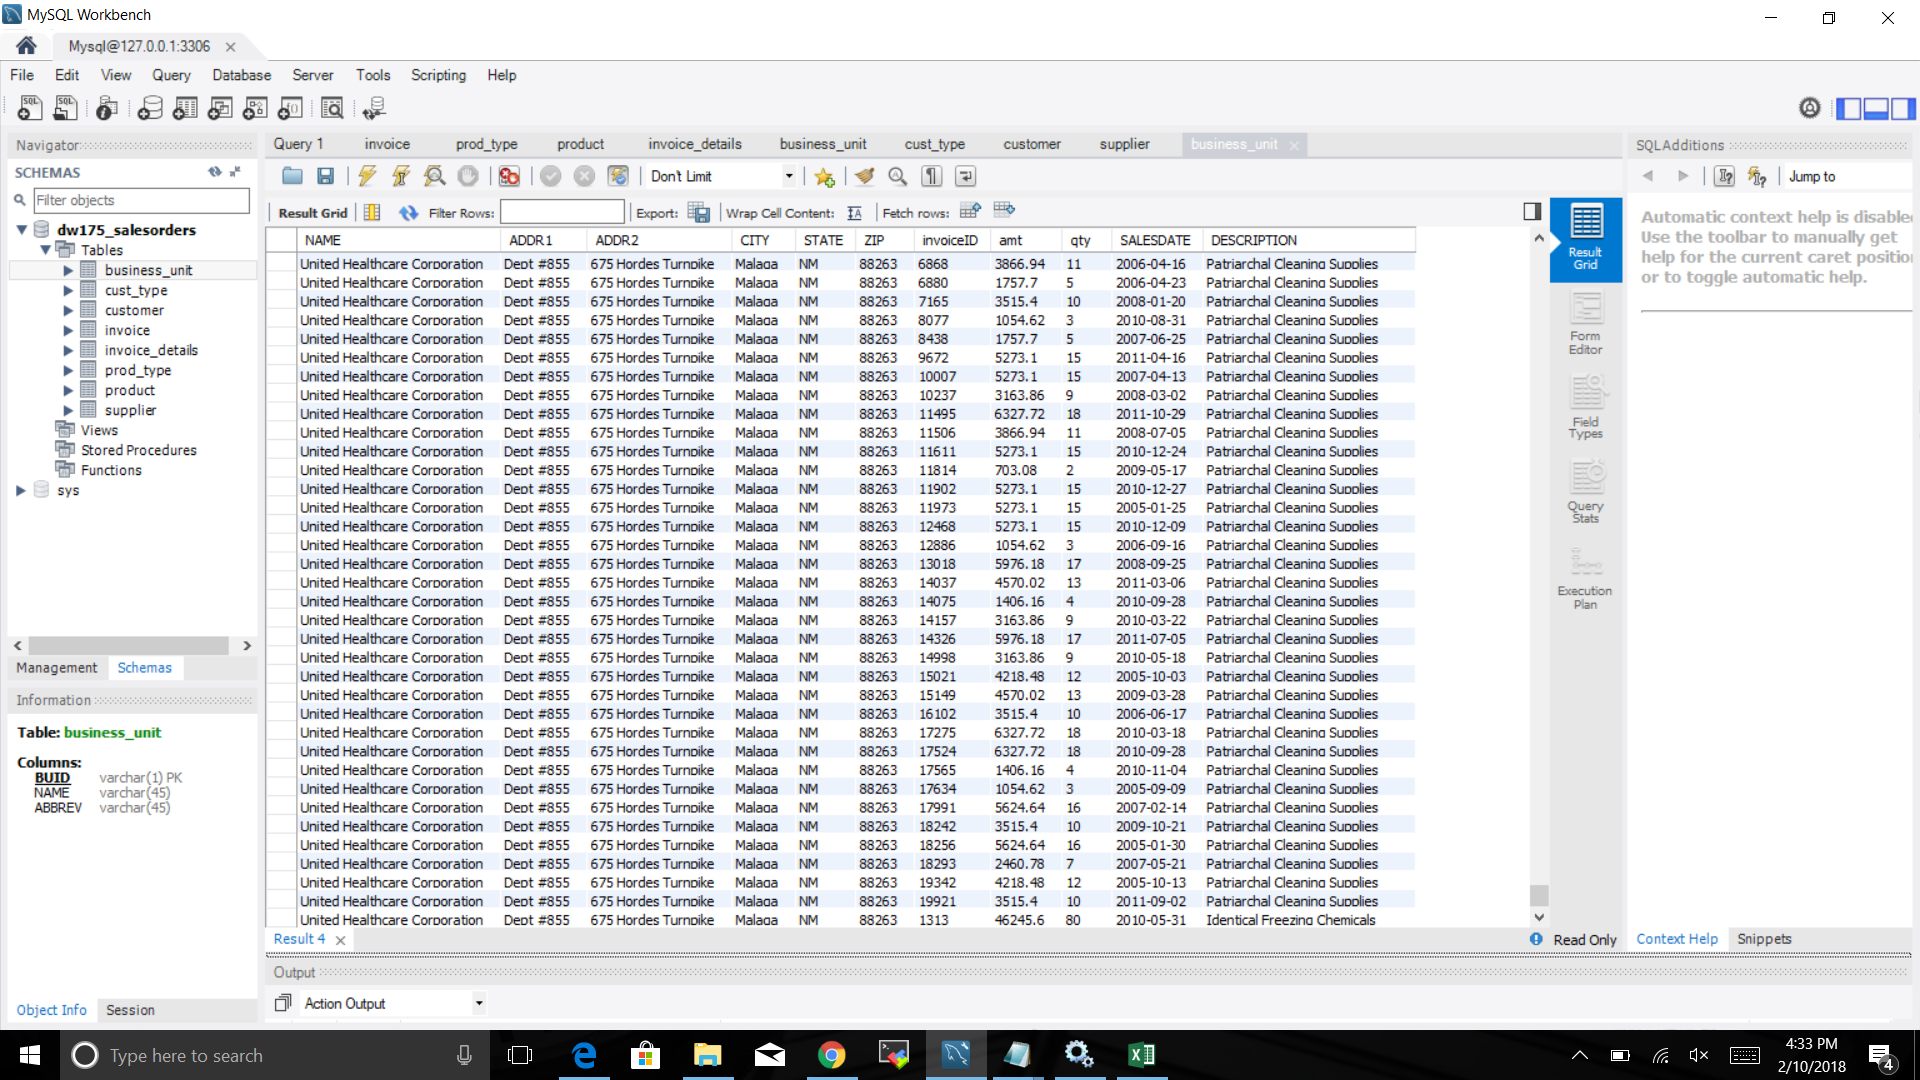 MySQL Workbench
Mysql@127.0.0.1:3306
File Edit View Query Database Server Tools Scripting Help
Navigator
Query 1 invoice prod_type product invoice_details business_unit cust_type customer supplier business_unit
SQLAdditions
SCHEMAS
Don't Limit
Jump to
Filter objects
Result Grid Filter Rows: Export: Wrap Cell Content: Fetch rows:
dw175_salesorders
Tables
business_unit
cust_type
customer
invoice
invoice_details
prod_type
product
supplier
Views
Stored Procedures
Functions
sys
Management Schemas
Information
Table: business_unit
Columns:
BUID varchar(1) PK
NAME varchar(45)
ABBREV varchar(45)
Object Info Session
NAME ADDR1 ADDR2 CITY STATE ZIP invoiceID amt qty SALESDATE DESCRIPTION
United Healthcare Corporation Dept #855 675 Hordes Turnpike Malaga NM 88263 6868 3866.94 11 2006-04-16 Patriarchal Cleaning Supplies
United Healthcare Corporation Dept #855 675 Hordes Turnpike Malaga NM 88263 6880 1757.7 5 2006-04-23 Patriarchal Cleaning Supplies
United Healthcare Corporation Dept #855 675 Hordes Turnpike Malaga NM 88263 7165 3515.4 10 2008-01-20 Patriarchal Cleaning Supplies
United Healthcare Corporation Dept #855 675 Hordes Turnpike Malaga NM 88263 8077 1054.62 3 2010-08-31 Patriarchal Cleaning Supplies
United Healthcare Corporation Dept #855 675 Hordes Turnpike Malaga NM 88263 8438 1757.7 5 2007-06-25 Patriarchal Cleaning Supplies
United Healthcare Corporation Dept #855 675 Hordes Turnpike Malaga NM 88263 9672 5273.1 15 2011-04-16 Patriarchal Cleaning Supplies
United Healthcare Corporation Dept #855 675 Hordes Turnpike Malaga NM 88263 10007 5273.1 15 2007-04-13 Patriarchal Cleaning Supplies
United Healthcare Corporation Dept #855 675 Hordes Turnpike Malaga NM 88263 10237 3163.86 9 2008-03-02 Patriarchal Cleaning Supplies
United Healthcare Corporation Dept #855 675 Hordes Turnpike Malaga NM 88263 11495 6327.72 18 2011-10-29 Patriarchal Cleaning Supplies
United Healthcare Corporation Dept #855 675 Hordes Turnpike Malaga NM 88263 11506 3866.94 11 2008-07-05 Patriarchal Cleaning Supplies
United Healthcare Corporation Dept #855 675 Hordes Turnpike Malaga NM 88263 11611 5273.1 15 2010-12-24 Patriarchal Cleaning Supplies
United Healthcare Corporation Dept #855 675 Hordes Turnpike Malaga NM 88263 11814 703.08 2 2009-05-17 Patriarchal Cleaning Supplies
United Healthcare Corporation Dept #855 675 Hordes Turnpike Malaga NM 88263 11902 5273.1 15 2010-12-27 Patriarchal Cleaning Supplies
United Healthcare Corporation Dept #855 675 Hordes Turnpike Malaga NM 88263 11973 5273.1 15 2005-01-25 Patriarchal Cleaning Supplies
United Healthcare Corporation Dept #855 675 Hordes Turnpike Malaga NM 88263 12468 5273.1 15 2010-12-09 Patriarchal Cleaning Supplies
United Healthcare Corporation Dept #855 675 Hordes Turnpike Malaga NM 88263 12886 1054.62 3 2006-09-16 Patriarchal Cleaning Supplies
United Healthcare Corporation Dept #855 675 Hordes Turnpike Malaga NM 88263 13018 5976.18 17 2008-09-25 Patriarchal Cleaning Supplies
United Healthcare Corporation Dept #855 675 Hordes Turnpike Malaga NM 88263 14037 4570.02 13 2011-03-06 Patriarchal Cleaning Supplies
United Healthcare Corporation Dept #855 675 Hordes Turnpike Malaga NM 88263 14075 1406.16 4 2010-09-28 Patriarchal Cleaning Supplies
United Healthcare Corporation Dept #855 675 Hordes Turnpike Malaga NM 88263 14157 3163.86 9 2010-03-22 Patriarchal Cleaning Supplies
United Healthcare Corporation Dept #855 675 Hordes Turnpike Malaga NM 88263 14326 5976.18 17 2011-07-05 Patriarchal Cleaning Supplies
United Healthcare Corporation Dept #855 675 Hordes Turnpike Malaga NM 88263 14998 3163.86 9 2010-05-18 Patriarchal Cleaning Supplies
United Healthcare Corporation Dept #855 675 Hordes Turnpike Malaga NM 88263 15021 4218.48 12 2005-10-03 Patriarchal Cleaning Supplies
United Healthcare Corporation Dept #855 675 Hordes Turnpike Malaga NM 88263 15149 4570.02 13 2009-03-28 Patriarchal Cleaning Supplies
United Healthcare Corporation Dept #855 675 Hordes Turnpike Malaga NM 88263 16102 3515.4 10 2006-06-17 Patriarchal Cleaning Supplies
United Healthcare Corporation Dept #855 675 Hordes Turnpike Malaga NM 88263 17275 6327.72 18 2010-03-18 Patriarchal Cleaning Supplies
United Healthcare Corporation Dept #855 675 Hordes Turnpike Malaga NM 88263 17524 6327.72 18 2010-09-28 Patriarchal Cleaning Supplies
United Healthcare Corporation Dept #855 675 Hordes Turnpike Malaga NM 88263 17565 1406.16 4 2010-11-04 Patriarchal Cleaning Supplies
United Healthcare Corporation Dept #855 675 Hordes Turnpike Malaga NM 88263 17634 1054.62 3 2005-09-09 Patriarchal Cleaning Supplies
United Healthcare Corporation Dept #855 675 Hordes Turnpike Malaga NM 88263 17991 5624.64 16 2007-02-14 Patriarchal Cleaning Supplies
United Healthcare Corporation Dept #855 675 Hordes Turnpike Malaga NM 88263 18242 3515.4 10 2009-10-21 Patriarchal Cleaning Supplies
United Healthcare Corporation Dept #855 675 Hordes Turnpike Malaga NM 88263 18256 5624.64 16 2005-01-30 Patriarchal Cleaning Supplies
United Healthcare Corporation Dept #855 675 Hordes Turnpike Malaga NM 88263 18293 2460.78 7 2007-05-21 Patriarchal Cleaning Supplies
United Healthcare Corporation Dept #855 675 Hordes Turnpike Malaga NM 88263 19342 4218.48 12 2005-10-13 Patriarchal Cleaning Supplies
United Healthcare Corporation Dept #855 675 Hordes Turnpike Malaga NM 88263 19921 3515.4 10 2011-09-02 Patriarchal Cleaning Supplies
United Healthcare Corporation Dept #855 675 Hordes Turnpike Malaga NM 88263 1313 46245.6 80 2010-05-31 Identical Freezing Chemicals
Result 4
Read Only
Output
Action Output
Result
Grid
Form
Editor
Field
Types
Query
Stats
Execution
Plan
Automatic context help is disable
Use the toolbar to manually get
help for the current caret positio
or to toggle automatic help.
Context Help Snippets
Type here to search
4:33 PM
2/10/2018
4